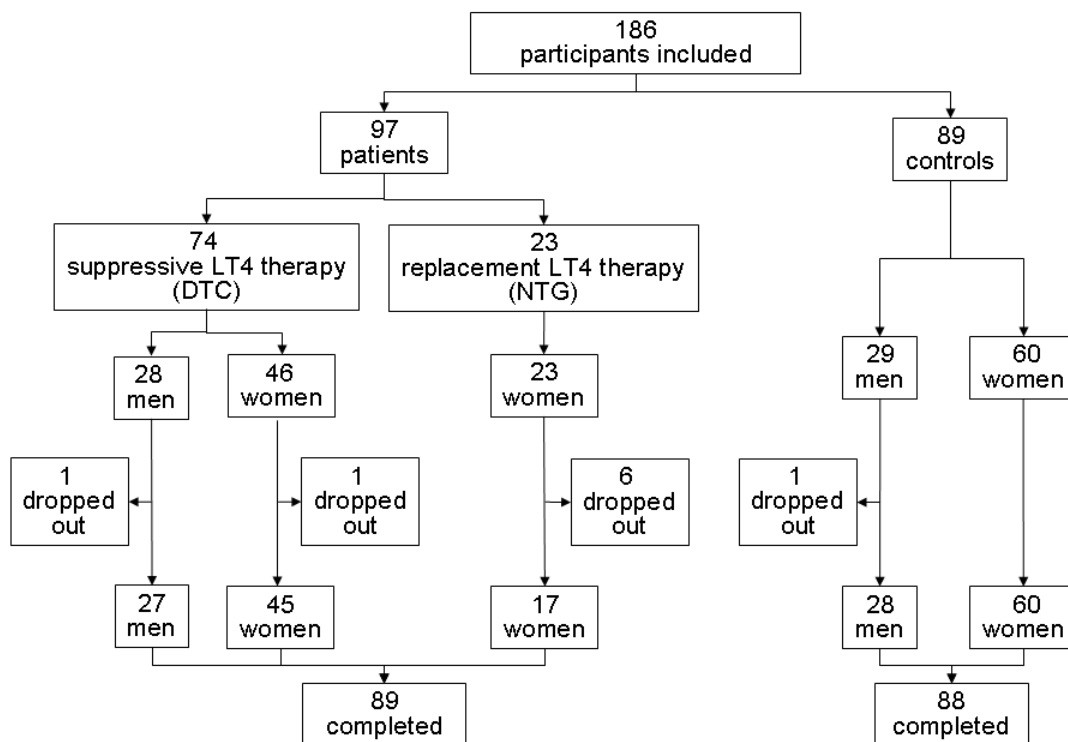 186
participants included
97
patients
89
controls
74
suppressive LT4 therapy
(DTC)
23
replacement LT4 therapy
(NTG)
28
men
46
women
23
women
29
men
60
women
1
dropped
out
1
dropped
out
6
dropped
out
1
dropped
out
27
men
45
women
17
women
28
men
60
women
89
completed
88
completed